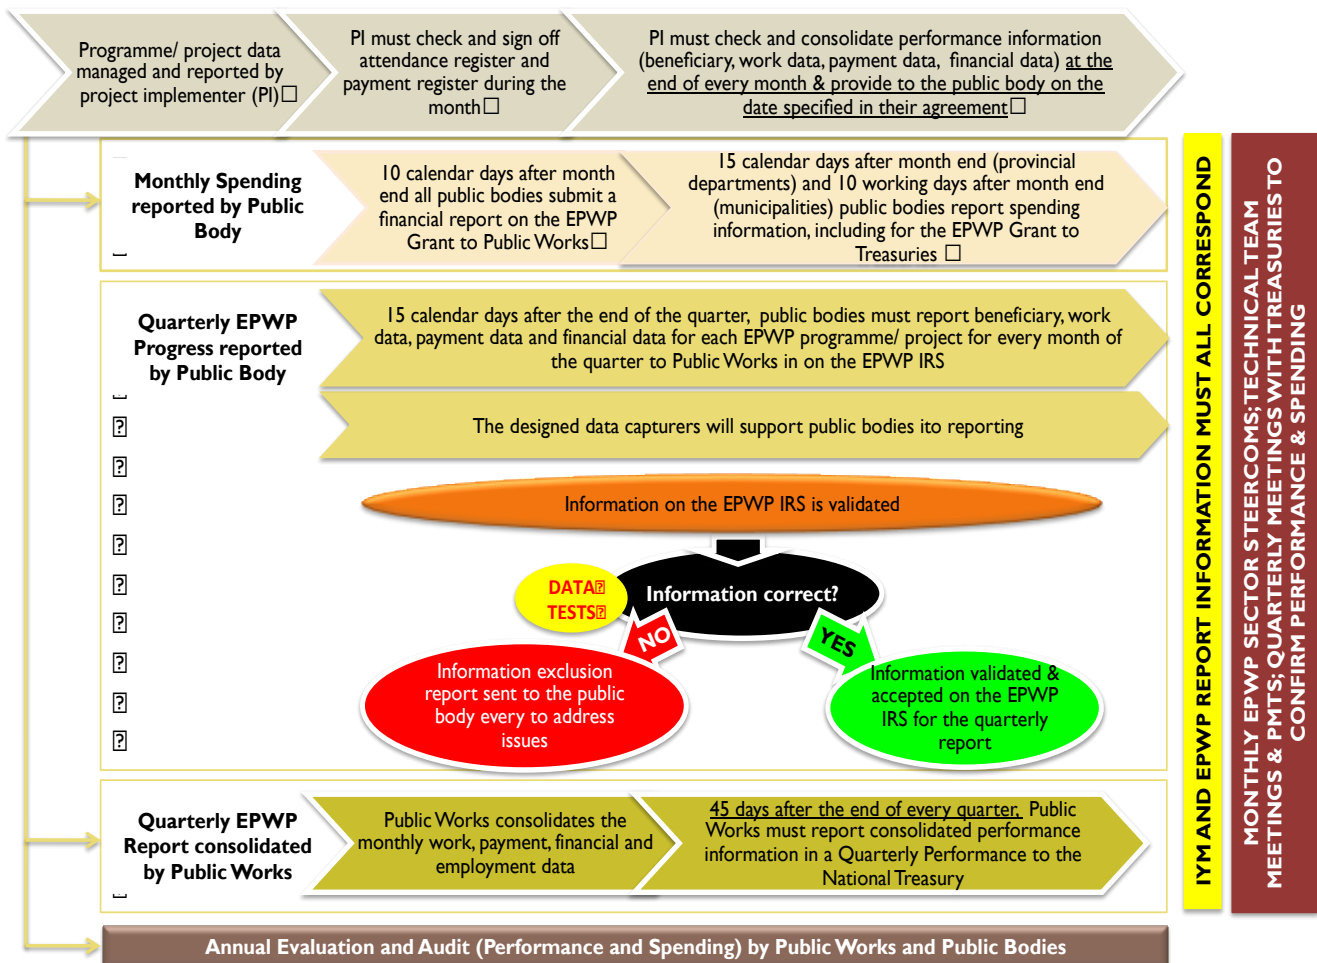 Programme/ project data
managed and reported by
project implementer (PI)
PI must check and sign off
attendance register and
payment register during the
month
PI must check and consolidate performance information
(beneficiary, work data, payment data, financial data) at the
end of every month & provide to the public body on the
date specified in their agreement
Monthly Spending
reported by Public
Body
10 calendar days after month
end all public bodies submit a
financial report on the EPWP
Grant to Public Works
15 calendar days after month end (provincial
departments) and 10 working days after month end
(municipalities) public bodies report spending
information, including for the EPWP Grant to
Treasuries
Quarterly EPWP
Progress reported
by Public Body
15 calendar days after the end of the quarter, public bodies must report beneficiary, work
data, payment data and financial data for each EPWP programme/ project for every month of
the quarter to Public Works in on the EPWP IRS
The designed data capturers will support public bodies ito reporting
Information on the EPWP IRS is validated
DATA
TESTS
Information correct?
NO
YES
Information exclusion
report sent to the public
body every to address
issues
Information validated &
accepted on the EPWP
IRS for the quarterly
report
Quarterly EPWP
Report consolidated
by Public Works
Public Works consolidates the
monthly work, payment, financial and
employment data
45 days after the end of every quarter, Public
Works must report consolidated performance
information in a Quarterly Performance to the
National Treasury
Annual Evaluation and Audit (Performance and Spending) by Public Works and Public Bodies
IYM AND EPWP REPORT INFORMATION MUST ALL CORRESPOND
MONTHLY EPWP SECTOR STEERCOMS; TECHNICAL TEAM
MEETINGS & PMTS; QUARTERLY MEETINGS WITH TREASURIES TO
CONFIRM PERFORMANCE & SPENDING